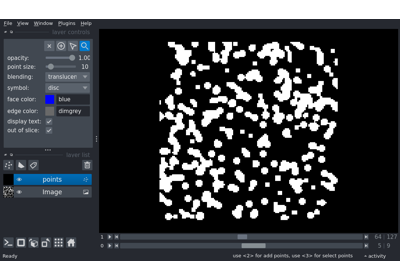 File View Window Plugins Help
layer controls
opacity: 1.00
point size: 10
blending: translucen
symbol: disc
face color: blue
edge color: dimgrey
display text:
out of slice:
layer list
points
Image
1 64 127
0 5 9
Ready use <2> for add points, use <3> for select points activity